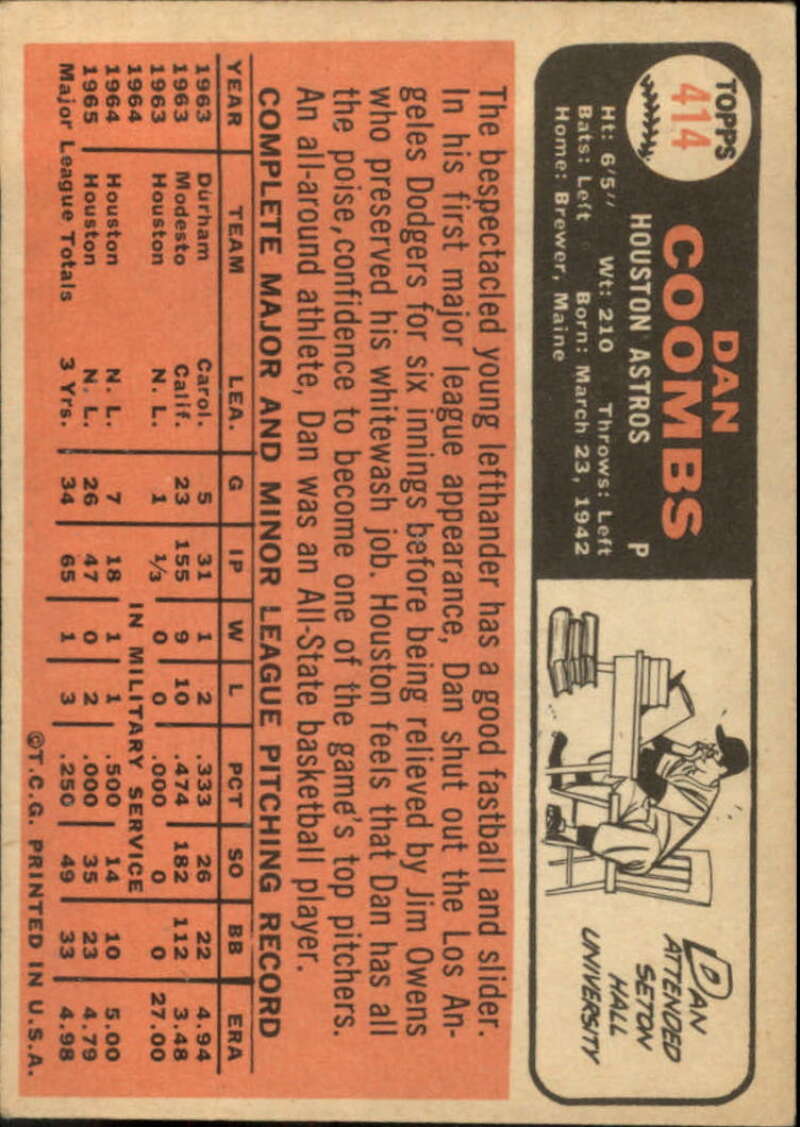 TOPPS
414
DAN
COOMBS
HOUSTON ASTROS P
Ht: 6'5" Wt: 210 Throws: Left
Bats: Left Born: March 23, 1942
Home: Brewer, Maine
DAN
ATTENDED
SETON
HALL
UNIVERSITY
The bespectacled young lefthander has a good fastball and slider.
In his first major league appearance, Dan shut out the Los An-
geles Dodgers for six innings before being relieved by Jim Owens
who preserved his whitewash job. Houston feels that Dan has all
the poise, confidence to become one of the game's top pitchers.
An all-around athlete, Dan was an All-State basketball player.
COMPLETE MAJOR AND MINOR LEAGUE PITCHING RECORD
YEAR TEAM LEA. G IP W L PCT SO BB ERA
1963 Durham Carol. 5 31 1 2 .333 26 22 4.94
1963 Modesto Calif. 23 155 9 10 .474 182 112 3.48
1963 Houston N. L. 1 1/3 0 0 .000 0 0 27.00
1964 IN MILITARY SERVICE
1964 Houston N. L. 7 18 1 1 .500 14 10 5.00
1965 Houston N. L. 26 47 0 2 .000 35 23 4.79
Major League Totals 3 Yrs. 34 65 1 3 .250 49 33 4.98
©T.C.G. PRINTED IN U.S.A.